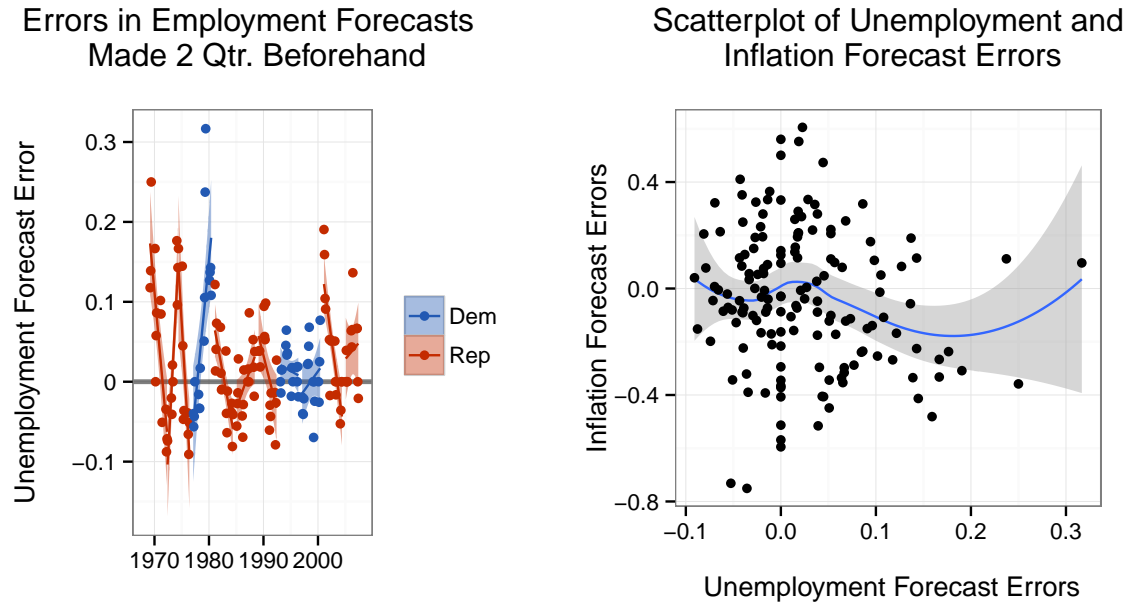 Errors in Employment Forecasts
Made 2 Qtr. Beforehand
Unemployment Forecast Error
0.3
0.2
0.1
0
−0.1
1970 1980 1990 2000
Dem
Rep
Scatterplot of Unemployment and
Inflation Forecast Errors
Inflation Forecast Errors
0.4
0.0
−0.4
−0.8
−0.1 0.0 0.1 0.2 0.3
Unemployment Forecast Errors